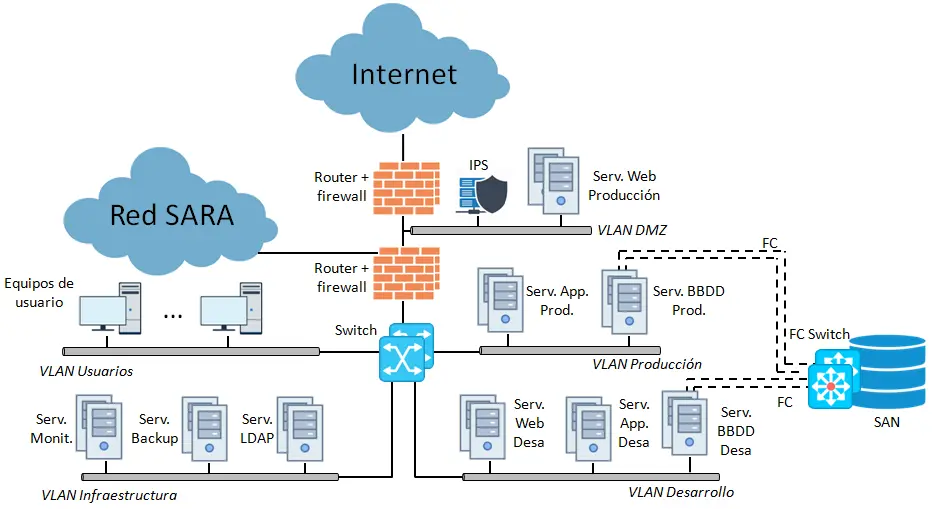 Internet
Router +
firewall
IPS
Serv. Web
Producción
VLAN DMZ
Red SARA
Router +
firewall
FC
Equipos de
usuario
...
Serv. App.
Prod.
Serv. BBDD
Prod.
Switch
FC Switch
VLAN Usuarios
VLAN Producción
Serv.
Monit.
Serv.
Backup
Serv.
LDAP
Serv.
Web
Desa
Serv.
App.
Desa
Serv.
BBDD
Desa
FC
SAN
VLAN Infraestructura
VLAN Desarrollo